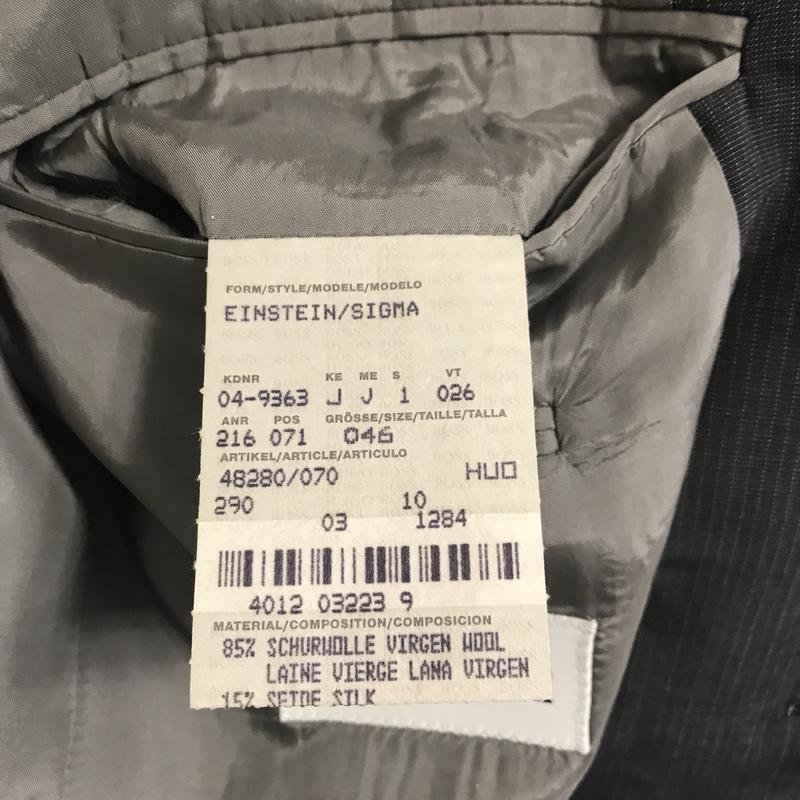 FORM/STYLE/MODELE/MODELO
EINSTEIN/SIGMA
KDNR KE ME S VT
04-9363 J J 1 026
ANR POS GRÖSSE/SIZE/TAILLE/TALLA
216 071 046
ARTIKEL/ARTICLE/ARTICULO
48280/070 HUO
290 10
03 1284
4012 03223 9
MATERIAL/COMPOSITION/COMPOSICION
85% SCHURWOLLE VIRGEN WOOL
LAINE VIERGE LANA VIRGEN
15% SEIDE SILK